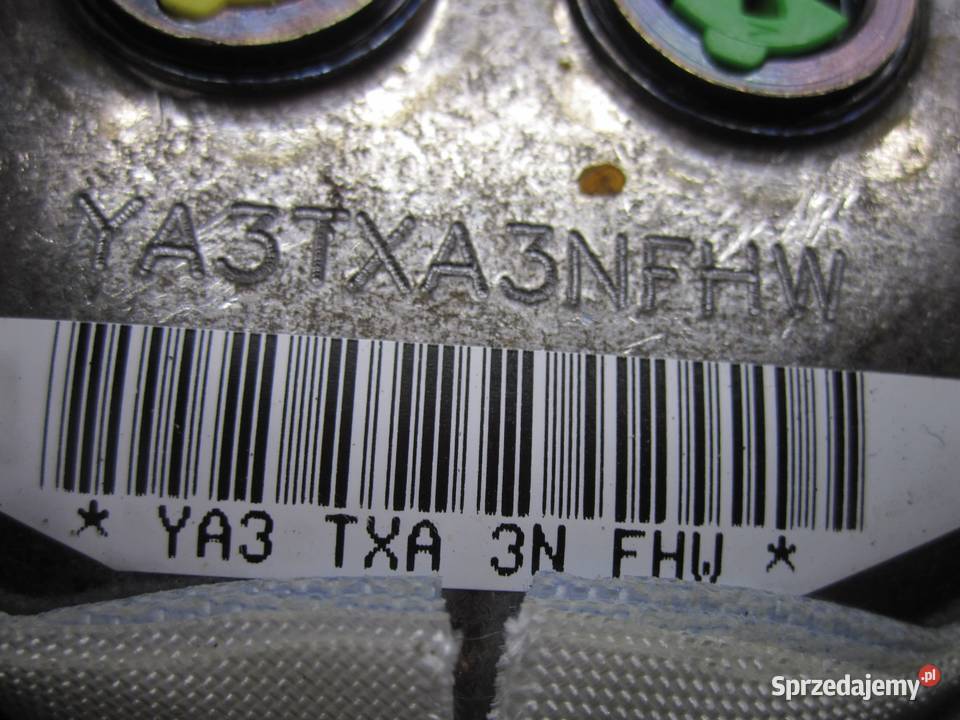 YA3TXA3NFHW
* YA3 TXA 3N FHW *
Sprzedajemy.pl